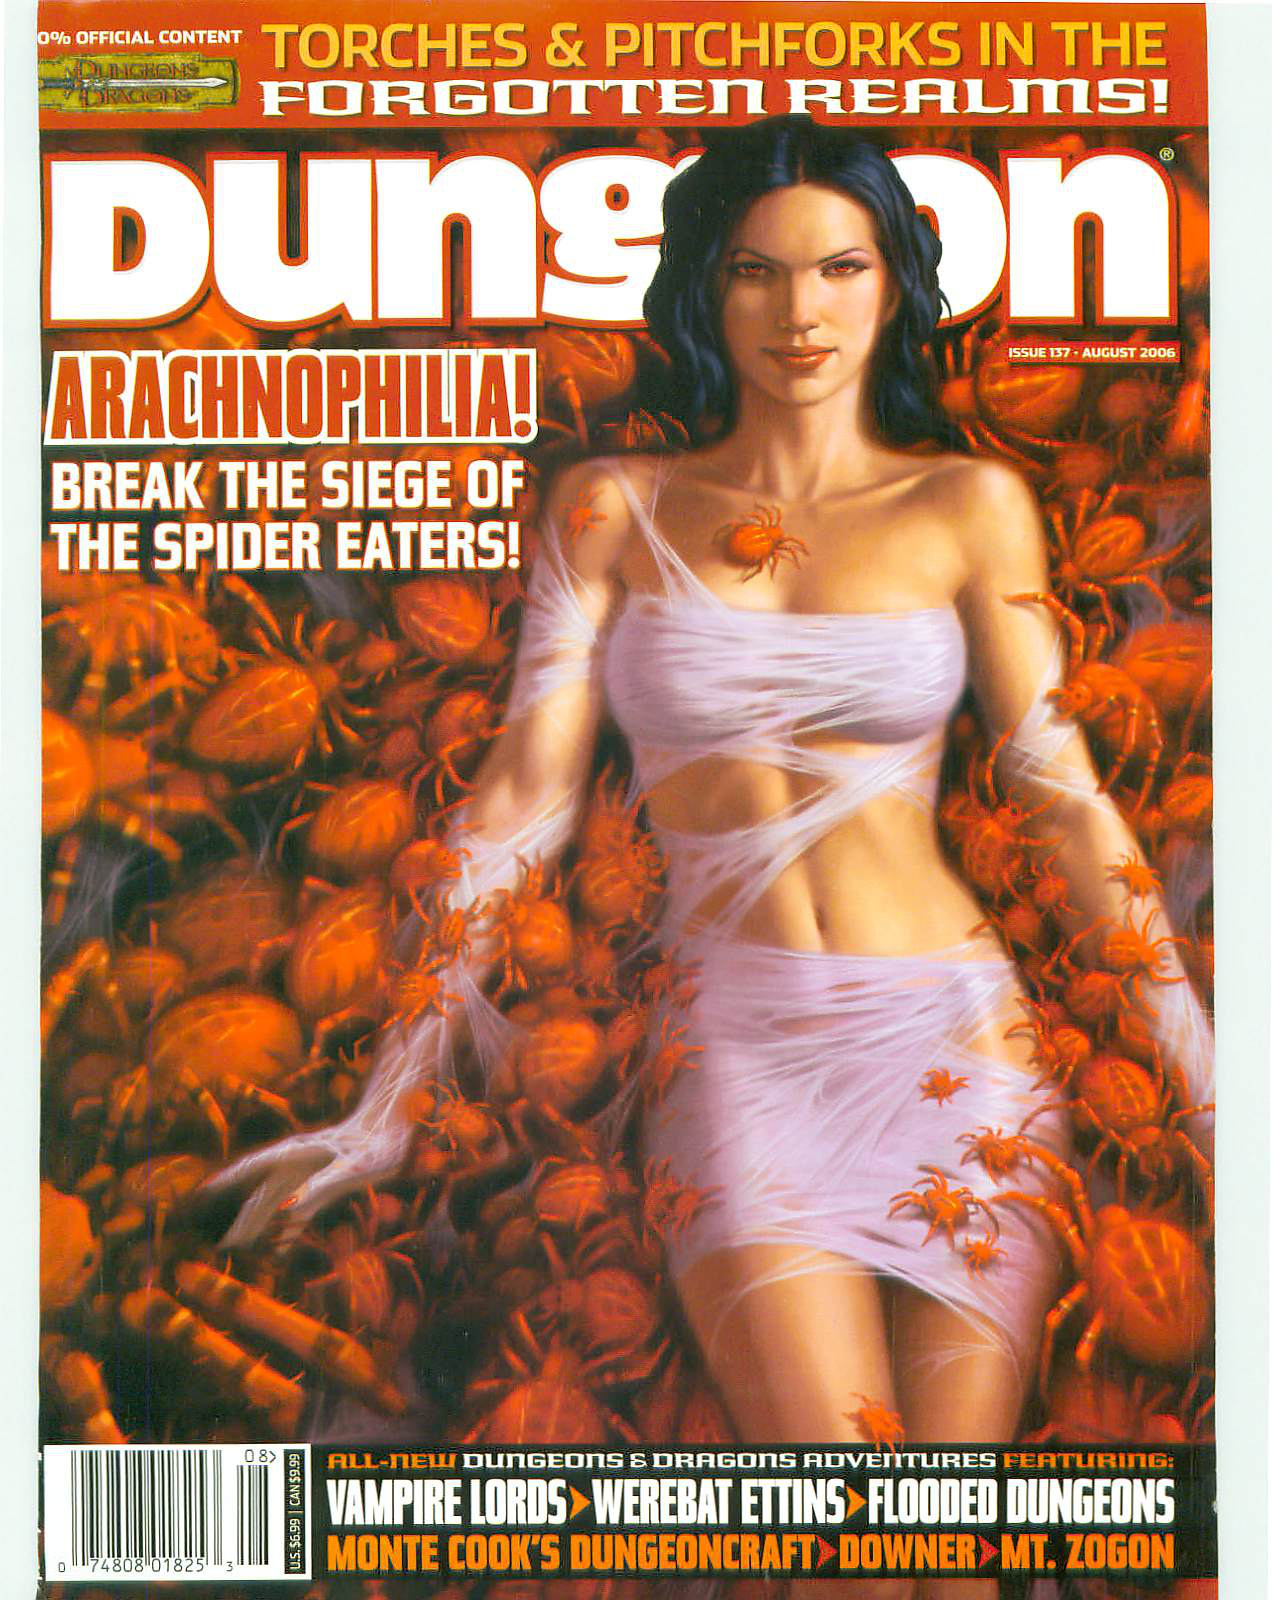 0% OFFICIAL CONTENT
DUNGEONS
& DRAGONS
TORCHES & PITCHFORKS IN THE
FORGOTTEN REALMS!
Dung on ®
ISSUE 137 • AUGUST 2006
ARACHNOPHILIA!
BREAK THE SIEGE OF
THE SPIDER EATERS!
ALL-NEW DUNGEONS & DRAGONS ADVENTURES FEATURING:
VAMPIRE LORDS > WEREBAT ETTINS > FLOODED DUNGEONS
MONTE COOK'S DUNGEONCRAFT > DOWNER > MT. ZOGON
08>
0 74808 01825 3
U.S. $6.99 | CAN $9.99